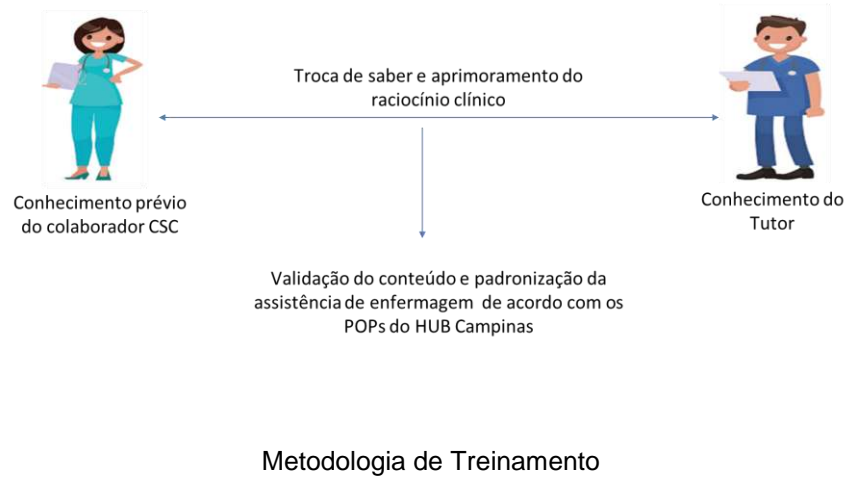 Troca de saber e aprimoramento do
raciocínio clínico
Conhecimento prévio
do colaborador CSC
Conhecimento do
Tutor
Validação do conteúdo e padronização da
assistência de enfermagem de acordo com os
POPs do HUB Campinas
Metodologia de Treinamento